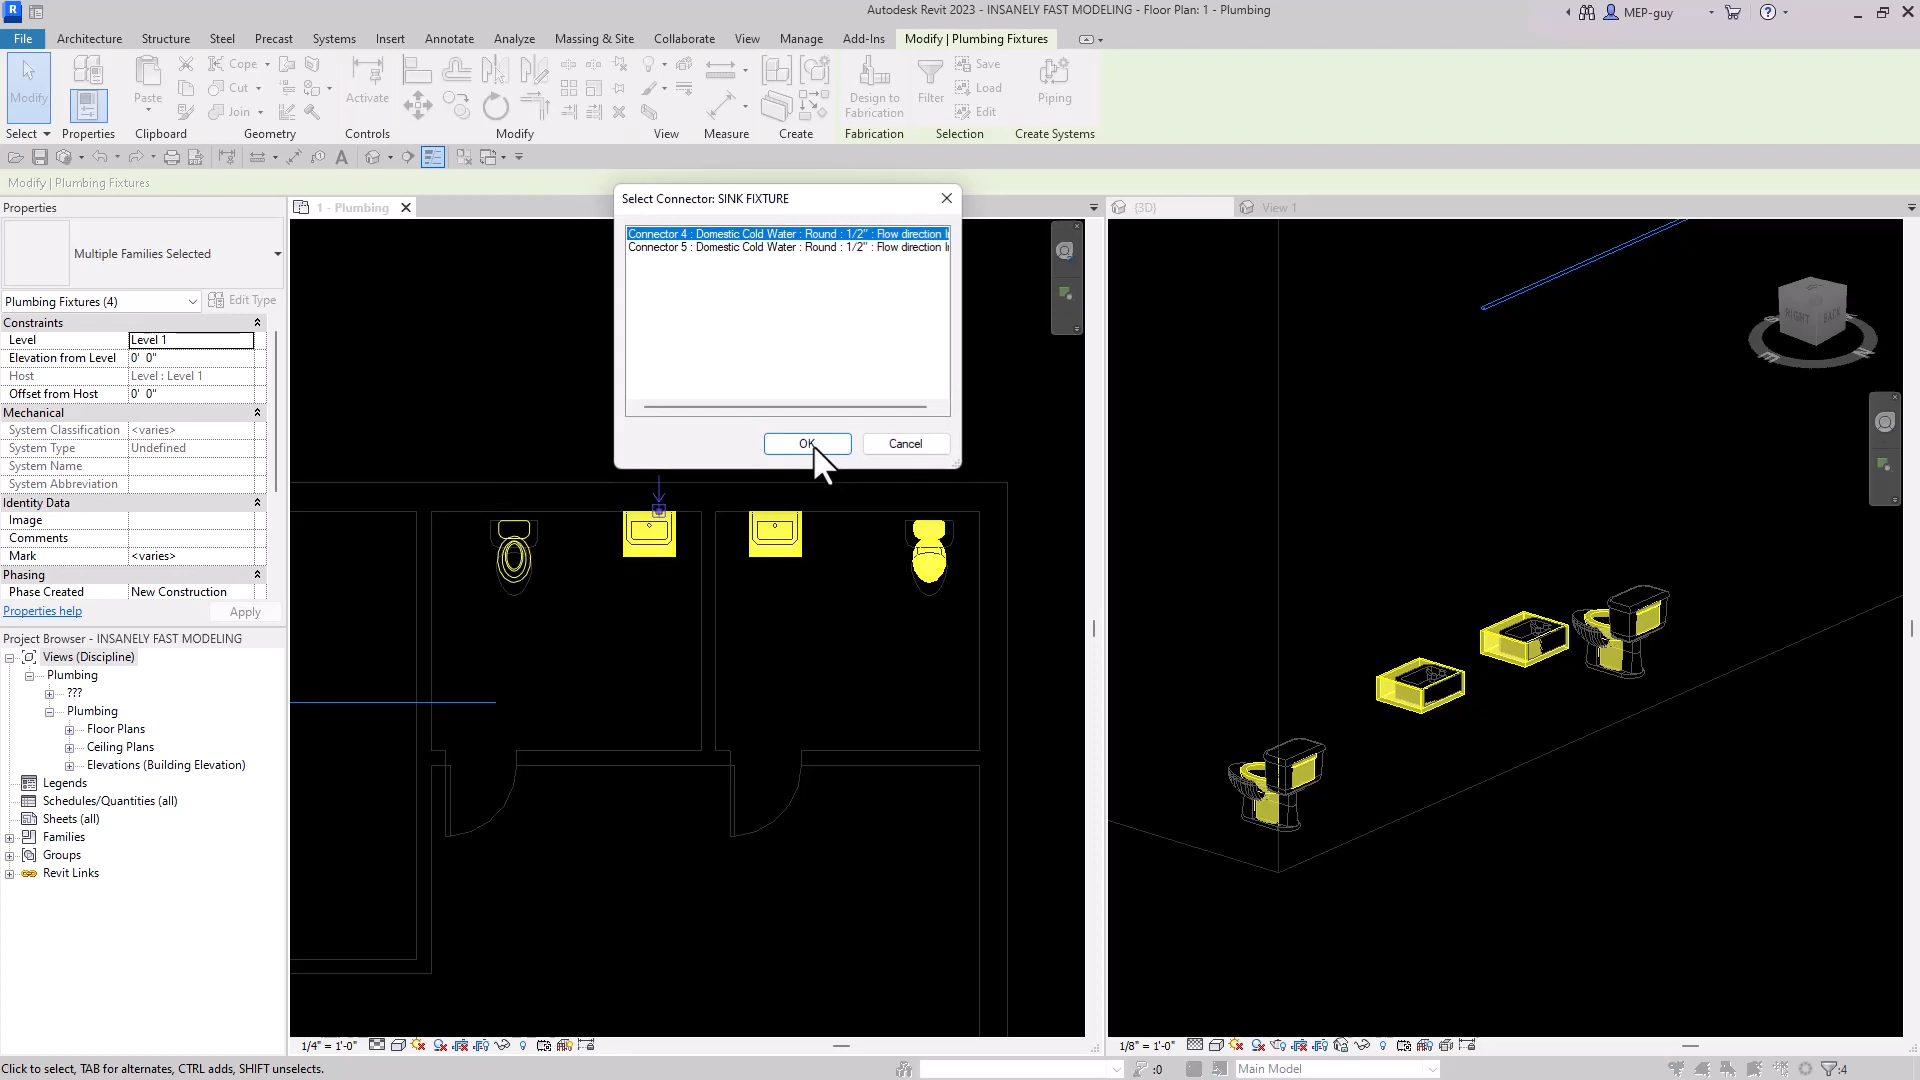 Autodesk Revit 2023 - INSANELY FAST MODELING - Floor Plan: 1 - Plumbing
MEP-guy
File Architecture Structure Steel Precast Systems Insert Annotate Analyze Massing & Site Collaborate View Manage Add-Ins Modify | Plumbing Fixtures
Modify
Paste
Cope
Cut
Join
Activate
Design to
Fabrication
Filter
Save
Load
Edit
Piping
Select Properties Clipboard Geometry Controls Modify View Measure Create Fabrication Selection Create Systems
Modify | Plumbing Fixtures
Properties
Multiple Families Selected
Plumbing Fixtures (4) Edit Type
Constraints
Level Level 1
Elevation from Level 0' 0"
Host Level : Level 1
Offset from Host 0' 0"
Mechanical
System Classification <varies>
System Type Undefined
System Name
System Abbreviation
Identity Data
Image
Comments
Mark <varies>
Phasing
Phase Created New Construction
Properties help Apply
Project Browser - INSANELY FAST MODELING
Views (Discipline)
Plumbing
???
Plumbing
Floor Plans
Ceiling Plans
Elevations (Building Elevation)
Legends
Schedules/Quantities (all)
Sheets (all)
Families
Groups
Revit Links
1 - Plumbing
Select Connector: SINK FIXTURE
Connector 4 : Domestic Cold Water : Round : 1/2" : Flow direction
Connector 5 : Domestic Cold Water : Round : 1/2" : Flow direction
OK Cancel
{3D} View 1
RIGHT BACK
1/4" = 1'-0"
1/8" = 1'-0"
Click to select, TAB for alternates, CTRL adds, SHIFT unselects.
:0
Main Model
:4